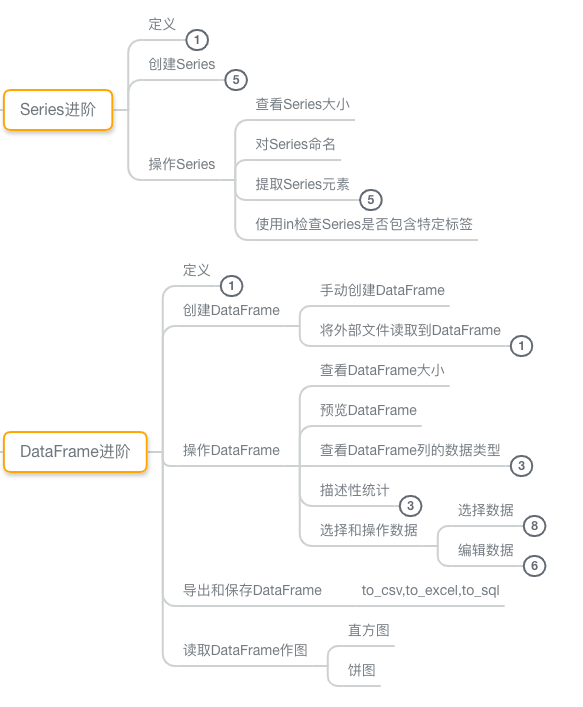 Series进阶
定义
1
创建Series
5
操作Series
查看Series大小
对Series命名
提取Series元素
5
使用in检查Series是否包含特定标签
DataFrame进阶
定义
1
创建DataFrame
手动创建DataFrame
将外部文件读取到DataFrame
1
操作DataFrame
查看DataFrame大小
预览DataFrame
查看DataFrame列的数据类型
3
描述性统计
3
选择和操作数据
选择数据
8
编辑数据
6
导出和保存DataFrame
to_csv,to_excel,to_sql
读取DataFrame作图
直方图
饼图